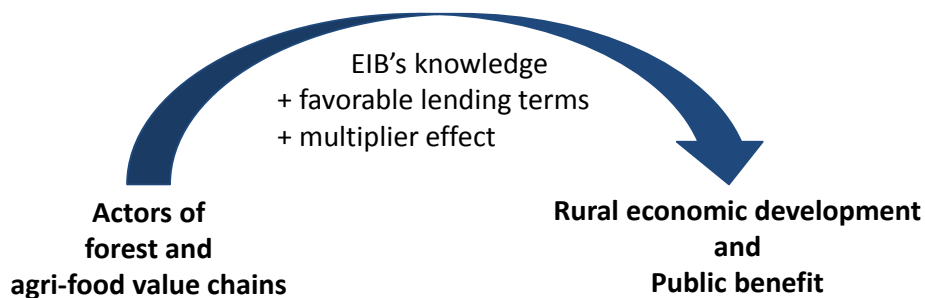 EIB's knowledge
+ favorable lending terms
+ multiplier effect
Actors of
forest and
agri-food value chains
Rural economic development
and
Public benefit